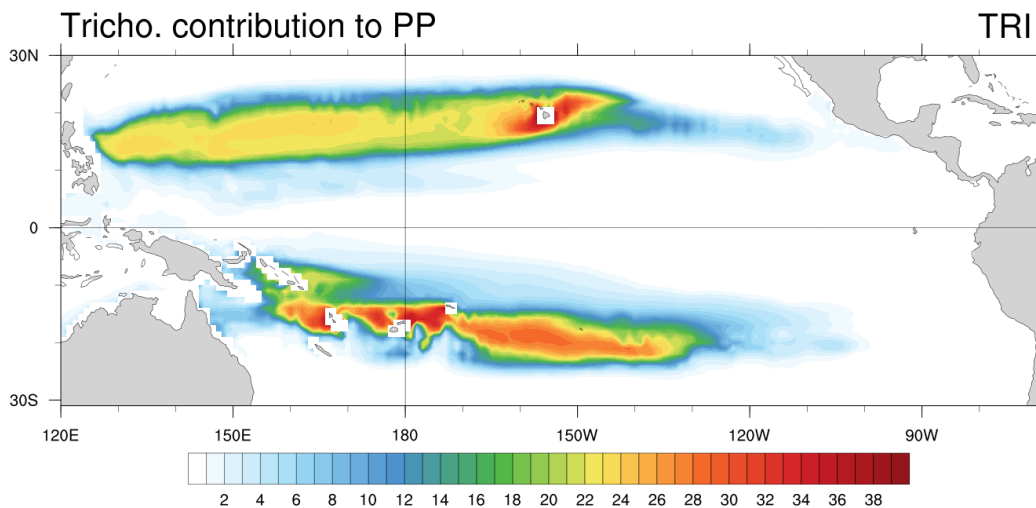 Tricho. contribution to PP TRI
30N
0
30S
120E 150E 180 150W 120W 90W
2 4 6 8 10 12 14 16 18 20 22 24 26 28 30 32 34 36 38